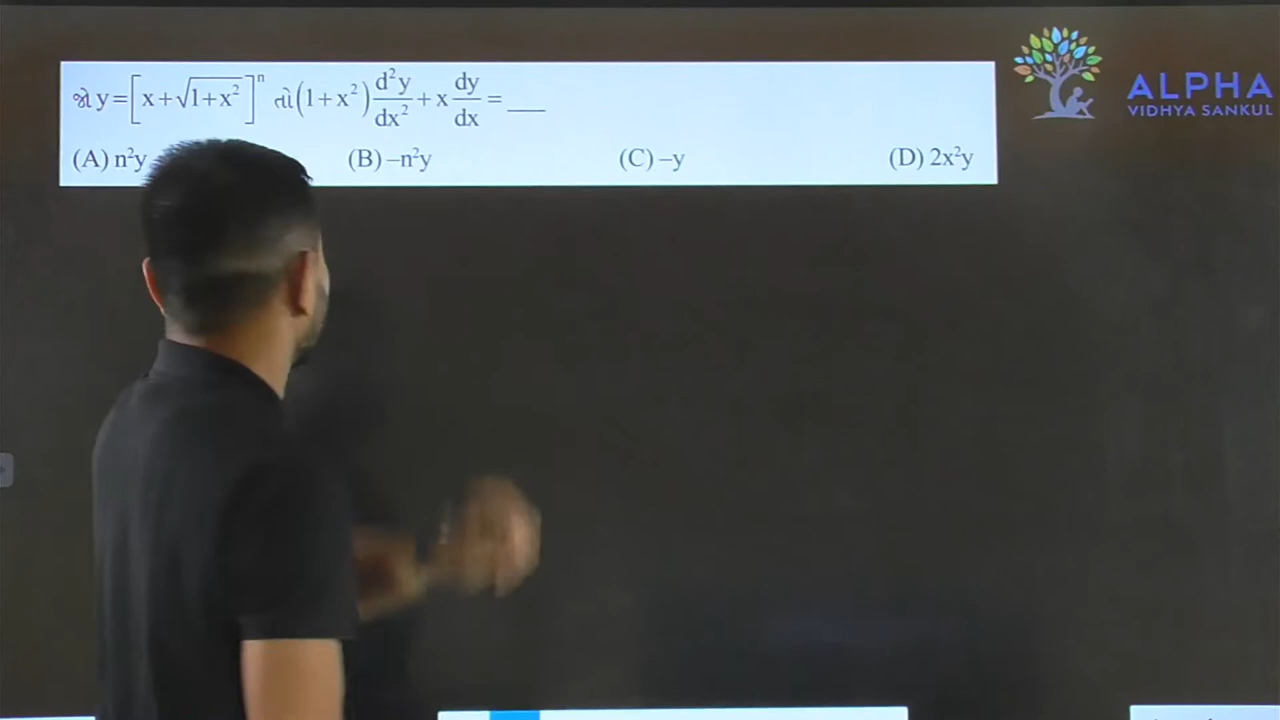 જો y=[x+√1+x²]ⁿ તો (1+x²) d²y/dx² + x dy/dx = ___
(A) n²y (B) –n²y (C) –y (D) 2x²y
ALPHA
VIDHYA SANKUL